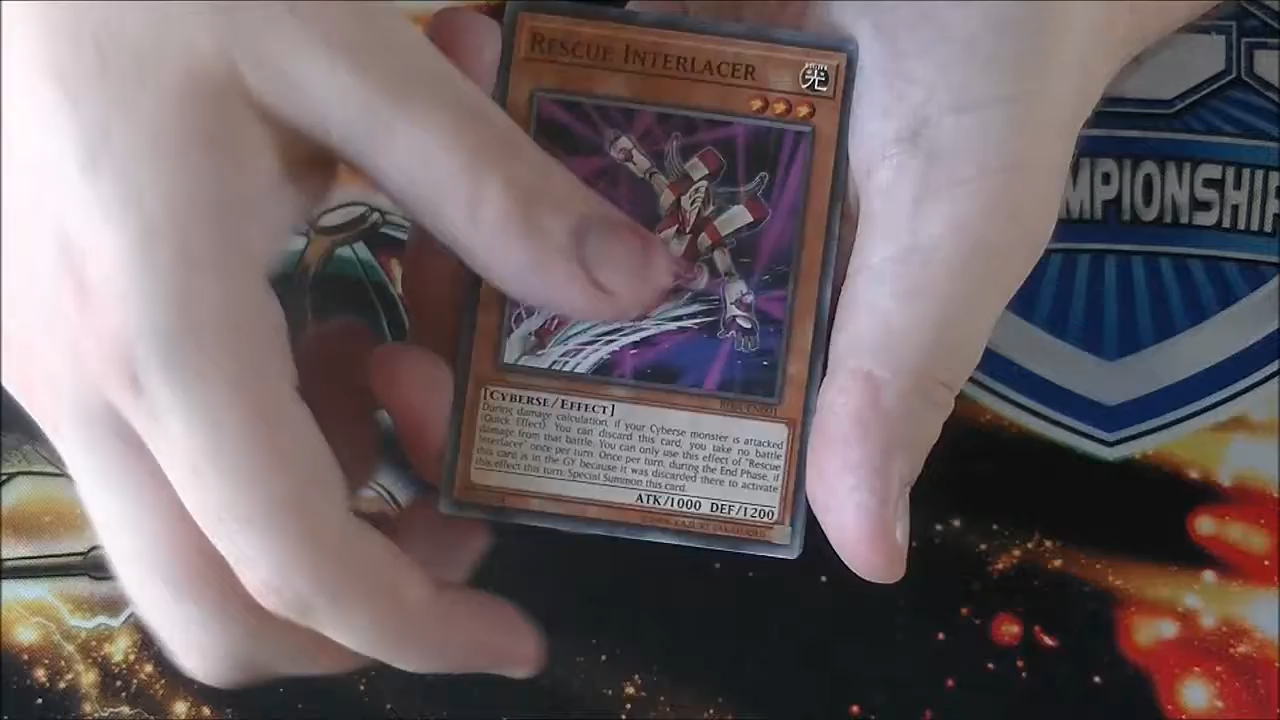 RESCUE INTERLACER
LIGHT
光
[CYBERSE/EFFECT]
During damage calculation, if your Cyberse monster is attacked
(Quick Effect): You can discard this card; you take no battle
damage from that battle. You can only use this effect of "Rescue
Interlacer" once per turn. Once per turn, during the End Phase, if
this card is in the GY because it was discarded there to activate
this effect this turn: Special Summon this card.
ATK/1000 DEF/1200
MPIONSHIP